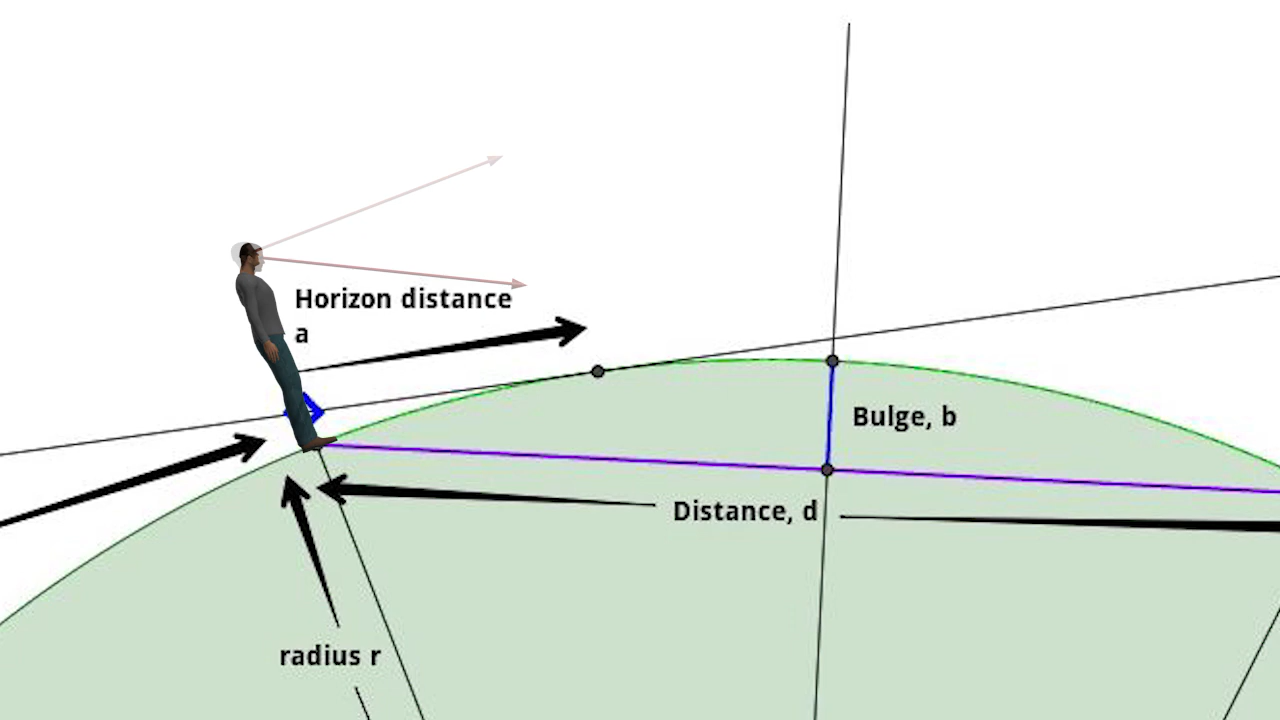 Horizon distance
a
Bulge, b
Distance, d
radius r